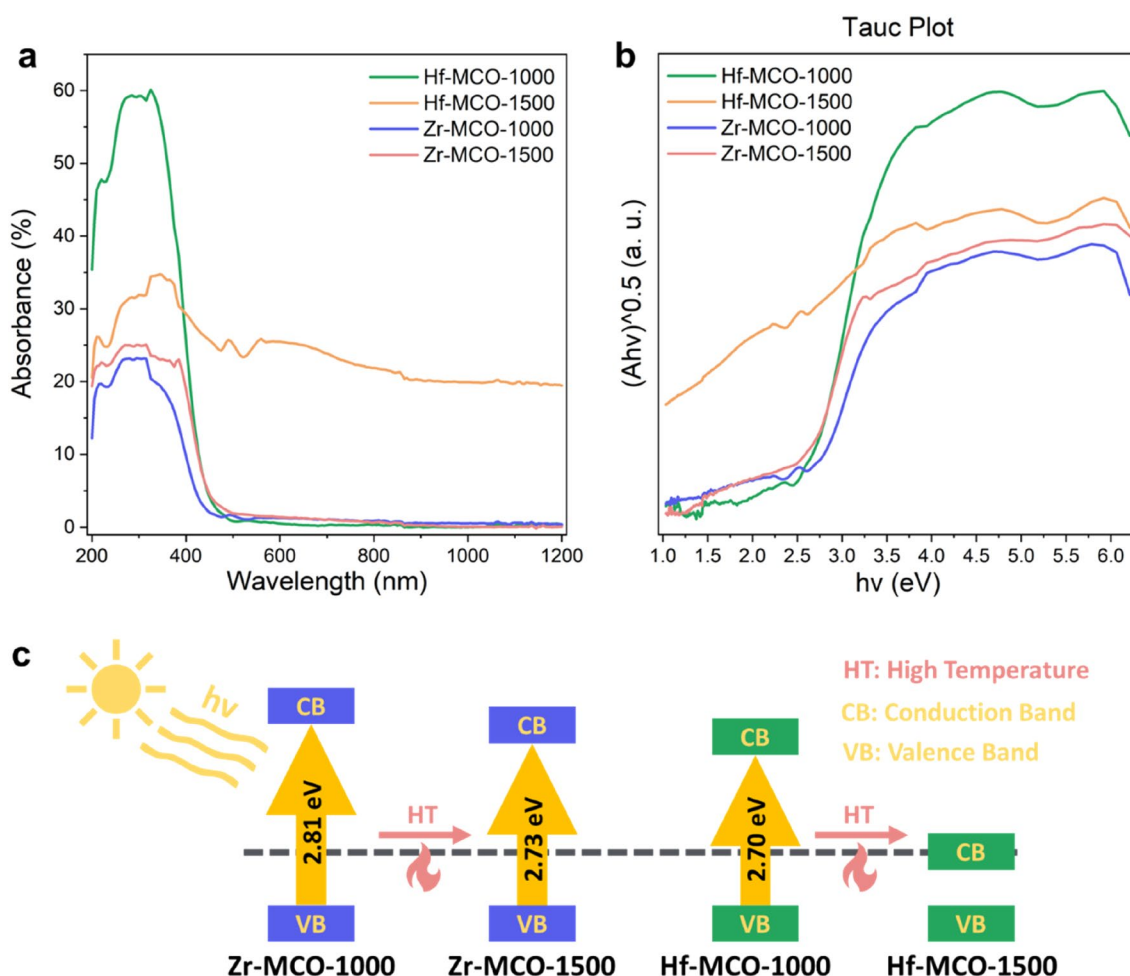 a
Absorbance (%)
60
50
40
30
20
10
0
200
400
600
800
1000
1200
Wavelength (nm)
Hf-MCO-1000
Hf-MCO-1500
Zr-MCO-1000
Zr-MCO-1500
Tauc Plot
b
(Ahv)^0.5 (a. u.)
Hf-MCO-1000
Hf-MCO-1500
Zr-MCO-1000
Zr-MCO-1500
1.0
1.5
2.0
2.5
3.0
3.5
4.0
4.5
5.0
5.5
6.0
hv (eV)
c
hv
HT: High Temperature
CB: Conduction Band
VB: Valence Band
CB
2.81 eV
VB
Zr-MCO-1000
HT
CB
2.73 eV
VB
Zr-MCO-1500
CB
2.70 eV
VB
Hf-MCO-1000
HT
CB
VB
Hf-MCO-1500